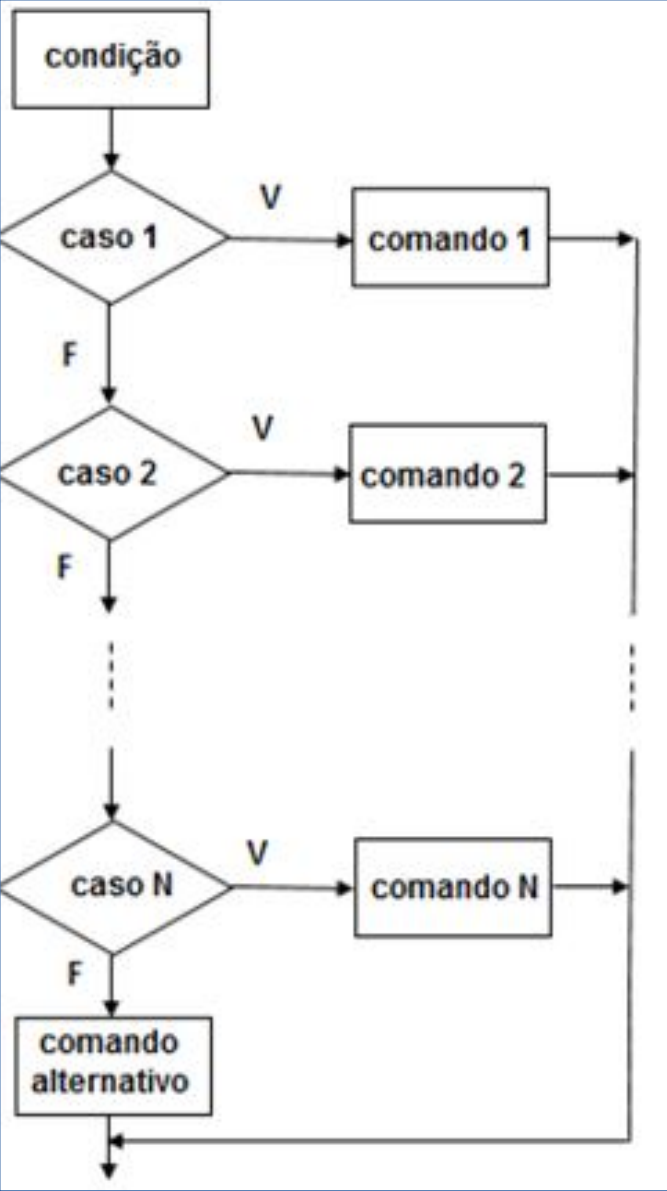 condição
caso 1
V
comando 1
F
caso 2
V
comando 2
F
caso N
V
comando N
F
comando
alternativo